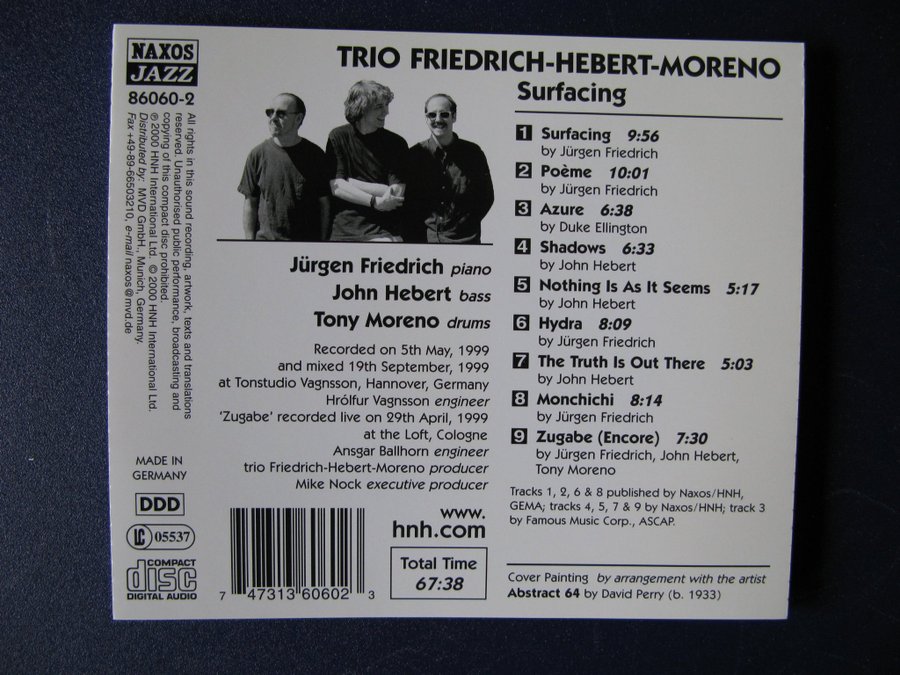 NAXOS
JAZZ
86060-2
All rights in this sound recording, artwork, texts and translations
reserved. Unauthorised public performance, broadcasting and
copying of this compact disc prohibited.
℗ 2000 HNH International Ltd. © 2000 HNH International Ltd.
Distributed by: MVD GmbH., Munich, Germany.
Fax +49-89-66503210, e-mail naxos@mvd.de
MADE IN
GERMANY
DDD
LC 05537
COMPACT
disc
DIGITAL AUDIO
TRIO FRIEDRICH-HEBERT-MORENO
Surfacing
Jürgen Friedrich piano
John Hebert bass
Tony Moreno drums
Recorded on 5th May, 1999
and mixed 19th September, 1999
at Tonstudio Vagnsson, Hannover, Germany
Hrólfur Vagnsson engineer
'Zugabe' recorded live on 29th April, 1999
at the Loft, Cologne
Ansgar Ballhorn engineer
trio Friedrich-Hebert-Moreno producer
Mike Nock executive producer
www.
hnh.com
Total Time
67:38
7 47313 60602 3
1 Surfacing 9:56
by Jürgen Friedrich
2 Poème 10:01
by Jürgen Friedrich
3 Azure 6:38
by Duke Ellington
4 Shadows 6:33
by John Hebert
5 Nothing Is As It Seems 5:17
by John Hebert
6 Hydra 8:09
by Jürgen Friedrich
7 The Truth Is Out There 5:03
by John Hebert
8 Monchichi 8:14
by Jürgen Friedrich
9 Zugabe (Encore) 7:30
by Jürgen Friedrich, John Hebert,
Tony Moreno
Tracks 1, 2, 6 & 8 published by Naxos/HNH,
GEMA; tracks 4, 5, 7 & 9 by Naxos/HNH; track 3
by Famous Music Corp., ASCAP.
Cover Painting by arrangement with the artist
Abstract 64 by David Perry (b. 1933)